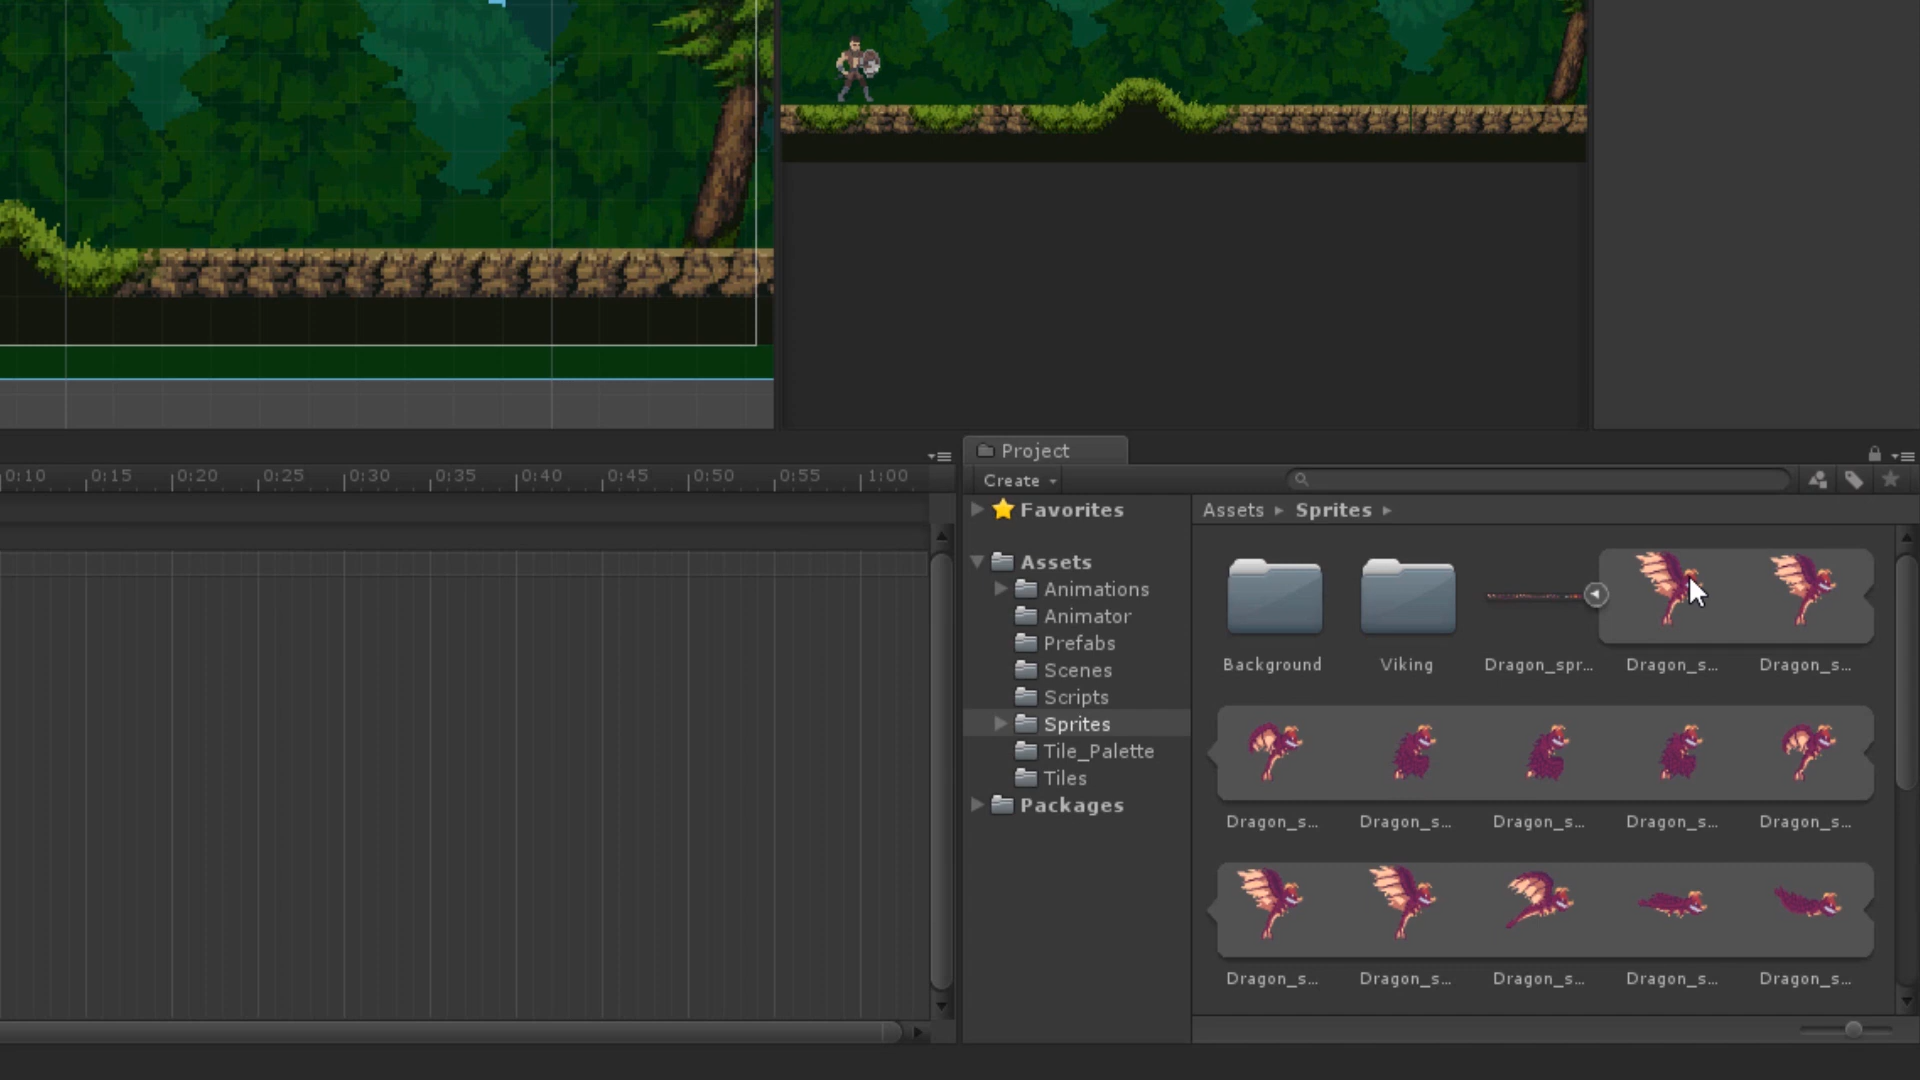 Project
0:10 0:15 0:20 0:25 0:30 0:35 0:40 0:45 0:50 0:55 1:00
Create
Favorites
Assets ▸ Sprites ▸
Assets
Animations
Animator
Prefabs
Scenes
Scripts
Sprites
Tile_Palette
Tiles
Packages
Background Viking Dragon_spr... Dragon_s... Dragon_s...
Dragon_s... Dragon_s... Dragon_s... Dragon_s... Dragon_s...
Dragon_s... Dragon_s... Dragon_s... Dragon_s... Dragon_s...